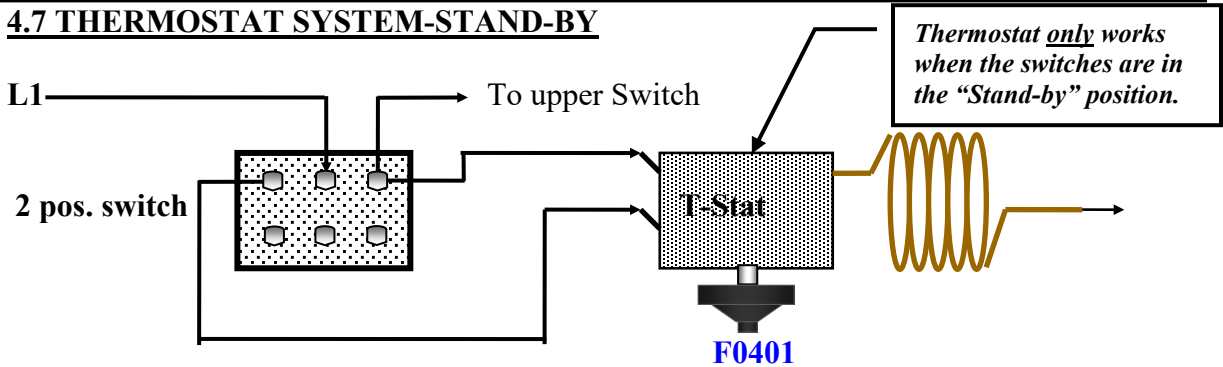 4.7 THERMOSTAT SYSTEM-STAND-BY
Thermostat only works
when the switches are in
the “Stand-by” position.
L1
To upper Switch
2 pos. switch
T-Stat
F0401